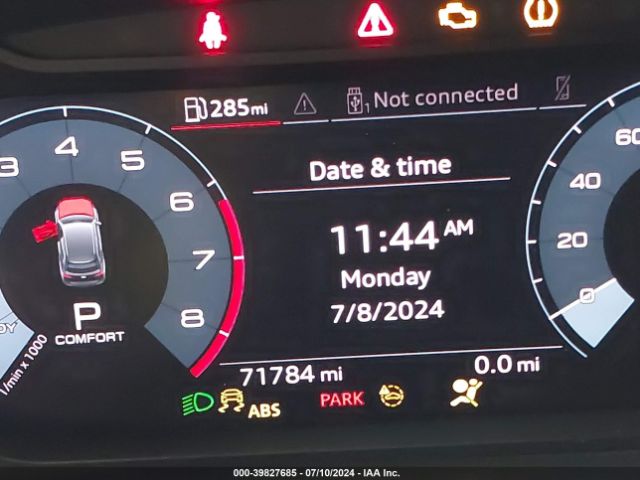 285mi
1 Not connected
Date & time
11:44 AM
Monday
7/8/2024
3 4 5 6 7 8
60
40
20
0
P
COMFORT
1/min x 1000
71784 mi
0.0 mi
ABS
PARK
000-39827685 - 07/10/2024 - IAA Inc.